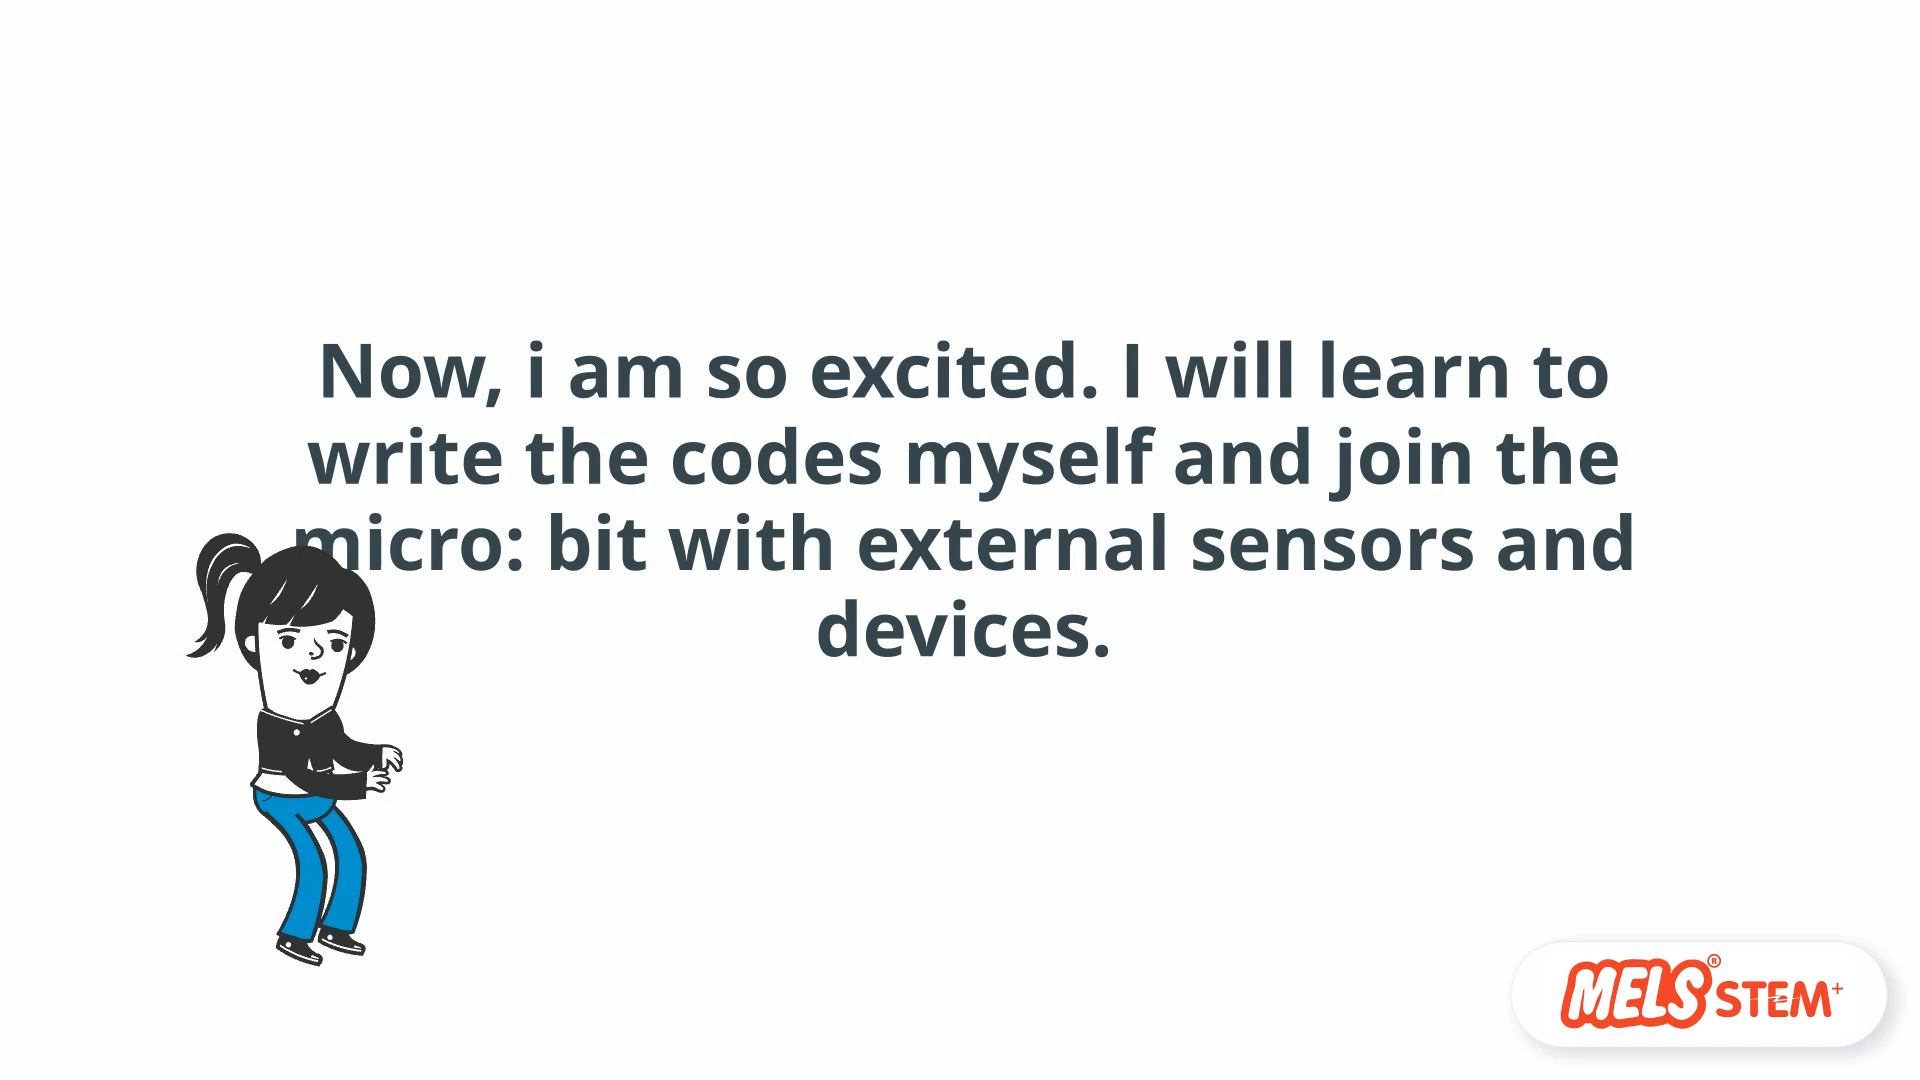 Now, i am so excited. I will learn to
write the codes myself and join the
micro: bit with external sensors and
devices.
MELS® STEM+